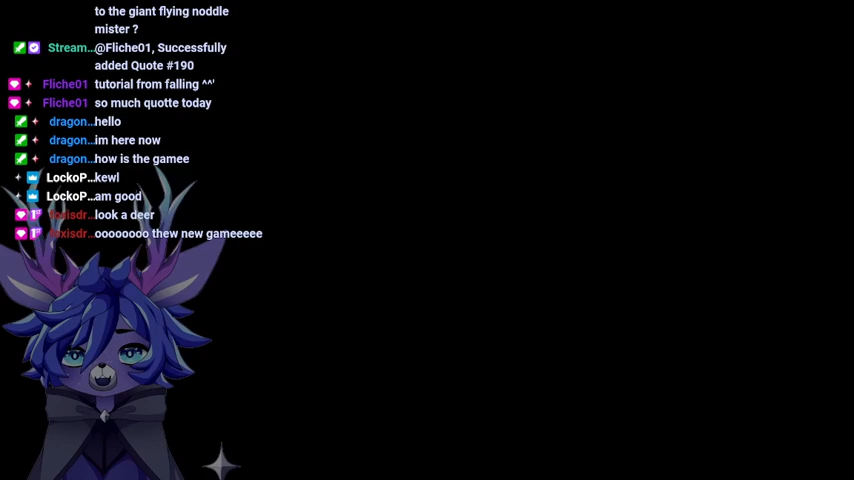 to the giant flying noddle
mister ?
Stream...@Fliche01, Successfully
added Quote #190
Fliche01 tutorial from falling ^^'
Fliche01 so much quotte today
dragon...hello
dragon...im here now
dragon...how is the gamee
LockoP...kewl
LockoP...am good
look a deer
oooooooo thew new gameeeee